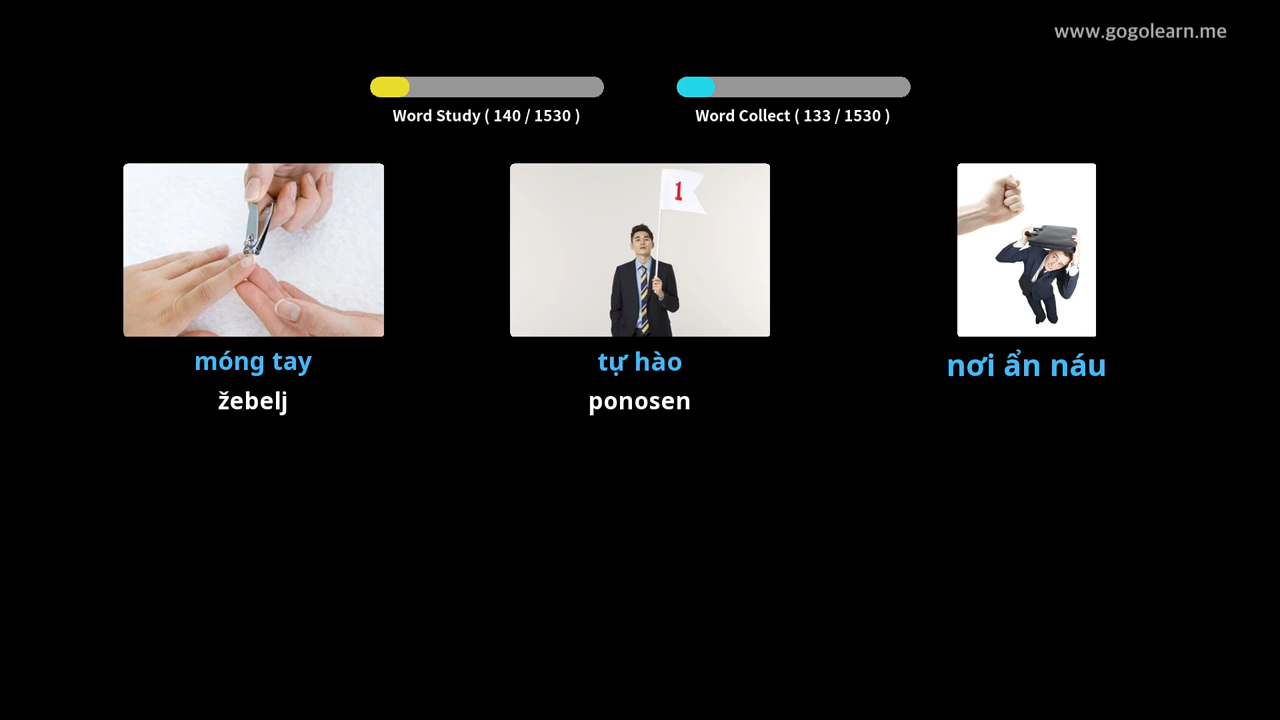 www.gogolearn.me
Word Study ( 140 / 1530 )
Word Collect ( 133 / 1530 )
1
móng tay
žebelj
tự hào
ponosen
nơi ẩn náu